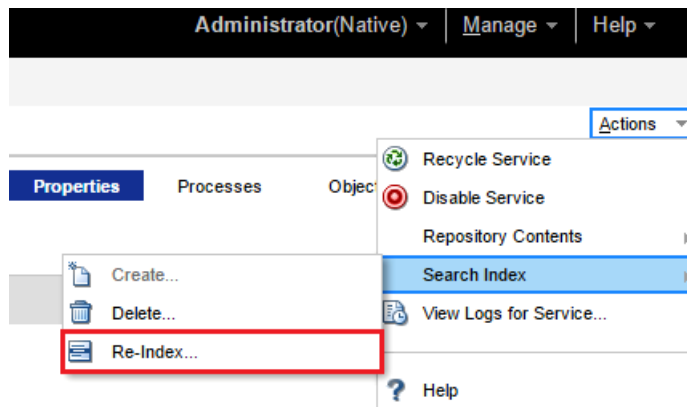 Administrator(Native) Manage Help
Actions
Properties Processes Objec
Recycle Service
Disable Service
Repository Contents
Search Index
View Logs for Service...
Help
Create...
Delete...
Re-Index...